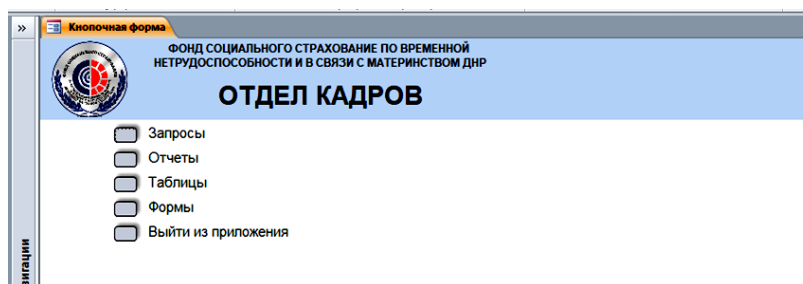 »
Кнопочная форма
ФОНД СОЦИАЛЬНОГО СТРАХОВАНИЕ ПО ВРЕМЕННОЙ
НЕТРУДОСПОСОБНОСТИ И В СВЯЗИ С МАТЕРИНСТВОМ ДНР
ОТДЕЛ КАДРОВ
Запросы
Отчеты
Таблицы
Формы
Выйти из приложения